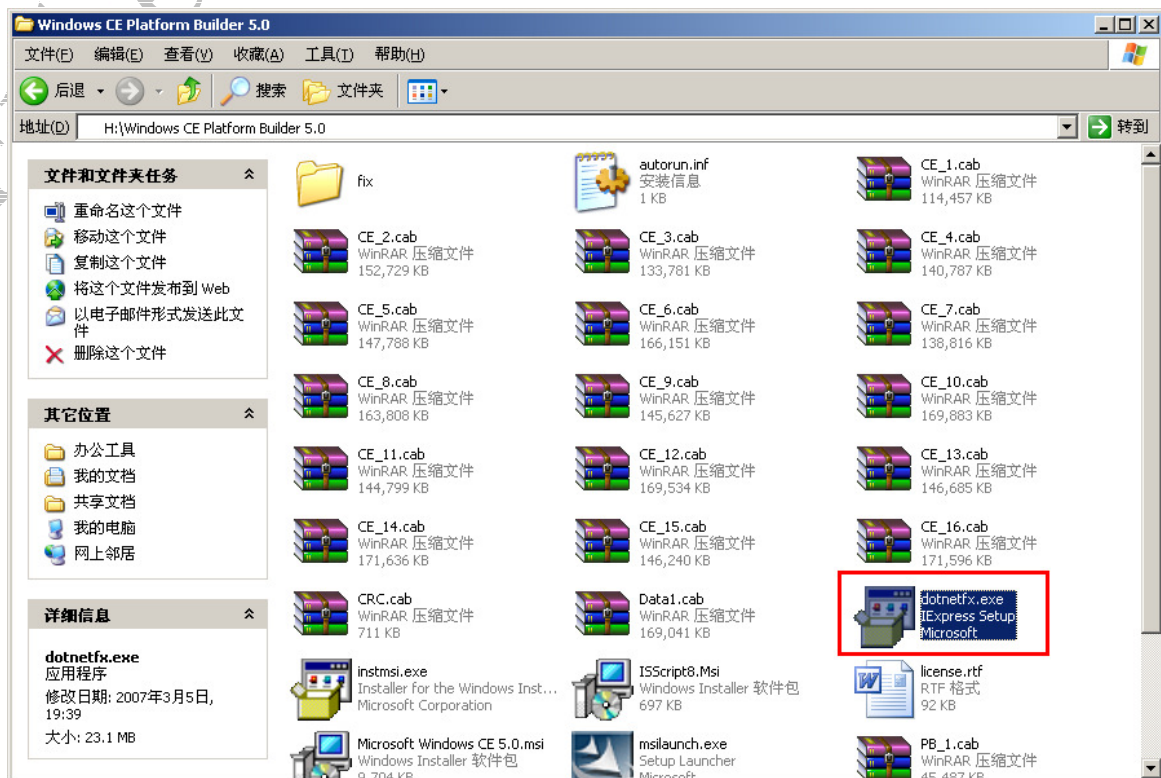 Windows CE Platform Builder 5.0
文件(F) 编辑(E) 查看(V) 收藏(A) 工具(T) 帮助(H)
后退 搜索 文件夹
地址(D) H:\Windows CE Platform Builder 5.0 转到
文件和文件夹任务
重命名这个文件
移动这个文件
复制这个文件
将这个文件发布到 Web
以电子邮件形式发送此文
件
删除这个文件
其它位置
办公工具
我的文档
共享文档
我的电脑
网上邻居
详细信息
dotnetfx.exe
应用程序
修改日期: 2007年3月5日,
19:39
大小: 23.1 MB
fix
autorun.inf
安装信息
1 KB
CE_1.cab
WinRAR 压缩文件
114,457 KB
CE_2.cab
WinRAR 压缩文件
152,729 KB
CE_3.cab
WinRAR 压缩文件
133,781 KB
CE_4.cab
WinRAR 压缩文件
140,787 KB
CE_5.cab
WinRAR 压缩文件
147,788 KB
CE_6.cab
WinRAR 压缩文件
166,151 KB
CE_7.cab
WinRAR 压缩文件
138,816 KB
CE_8.cab
WinRAR 压缩文件
163,808 KB
CE_9.cab
WinRAR 压缩文件
145,627 KB
CE_10.cab
WinRAR 压缩文件
169,883 KB
CE_11.cab
WinRAR 压缩文件
144,799 KB
CE_12.cab
WinRAR 压缩文件
169,534 KB
CE_13.cab
WinRAR 压缩文件
146,685 KB
CE_14.cab
WinRAR 压缩文件
171,636 KB
CE_15.cab
WinRAR 压缩文件
146,240 KB
CE_16.cab
WinRAR 压缩文件
171,596 KB
CRC.cab
WinRAR 压缩文件
711 KB
Data1.cab
WinRAR 压缩文件
169,041 KB
dotnetfx.exe
IExpress Setup
Microsoft
instmsi.exe
Installer for the Windows Inst...
Microsoft Corporation
ISScript8.Msi
Windows Installer 软件包
697 KB
license.rtf
RTF 格式
92 KB
Microsoft Windows CE 5.0.msi
Windows Installer 软件包
9,704 KB
msilaunch.exe
Setup Launcher
Microsoft
PB_1.cab
WinRAR 压缩文件
45,487 KB